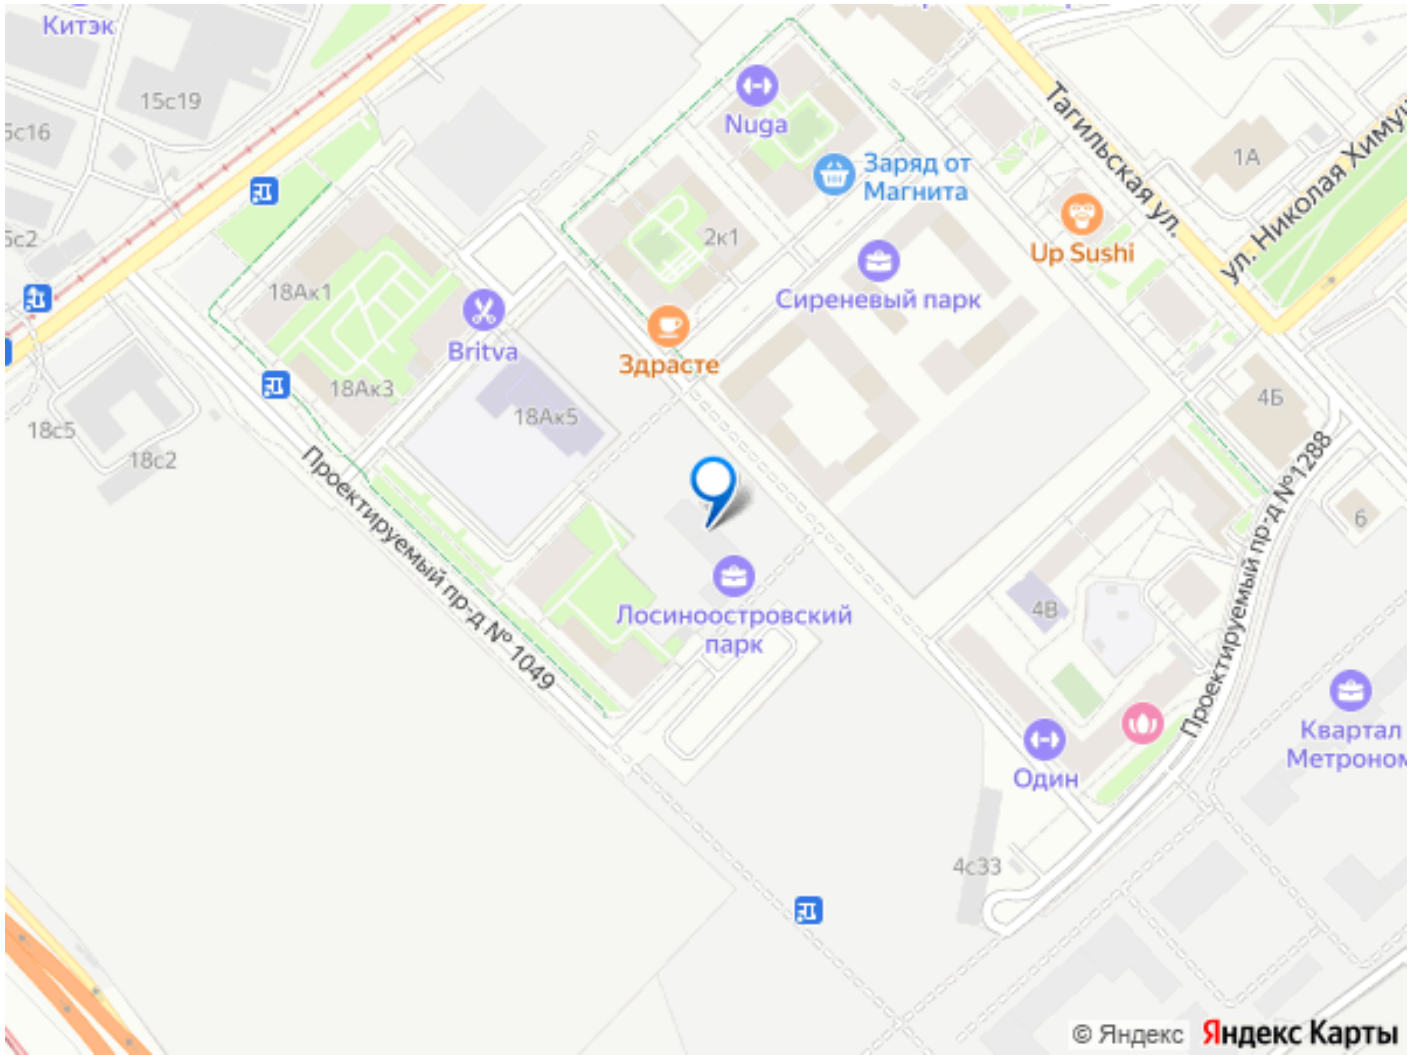 Китэк
15с19
5с16
5с2
Nuga
Заряд от
Магнита
2к1
Тагильская ул.
1А
ул. Николая Химуш
Up Sushi
Сиреневый парк
18Ак1
Britva
Здрасте
18Ак3
18Ак5
18с5
18с2
4Б
6
Проектируемый пр-д № 1049
Проектируемый пр-д №1288
Лосиноостровский
парк
4В
Один
Квартал
Метроном
4с33
© Яндекс Яндекс Карты